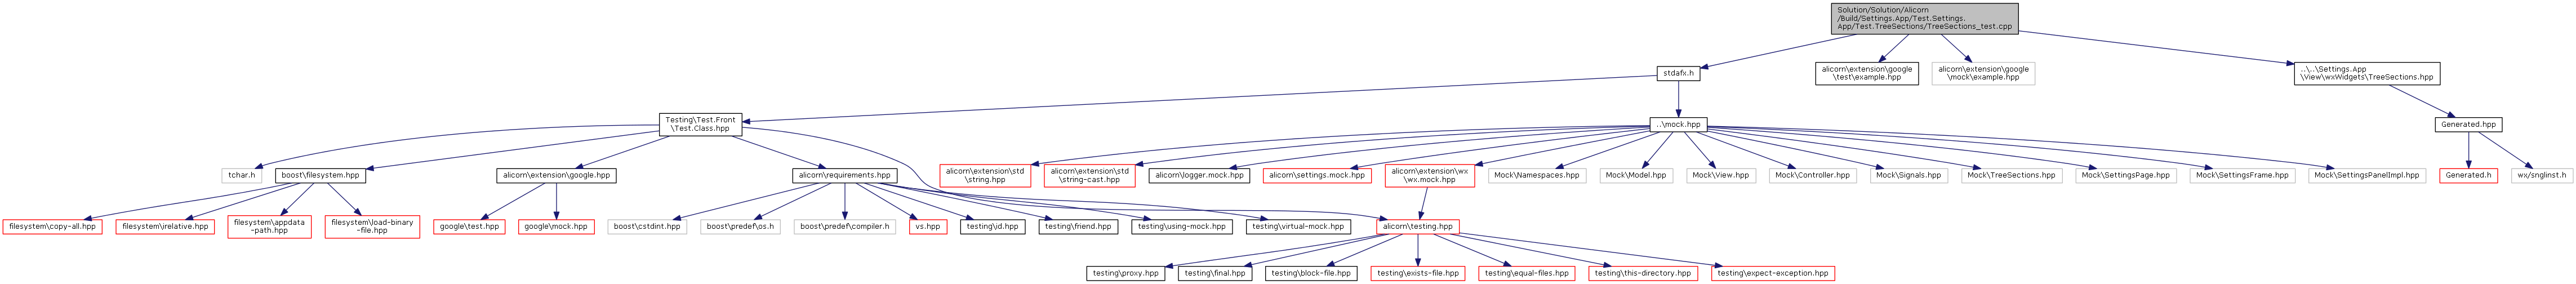 Solution/Solution/Alicorn
/Build/Settings.App/Test.Settings.
App/Test.TreeSections/TreeSections_test.cpp
stdafx.h
alicorn\extension\google
\test\example.hpp
alicorn\extension\google
\mock\example.hpp
..\..\Settings.App
\View\wxWidgets\TreeSections.hpp
Testing\Test.Front
\Test.Class.hpp
..\mock.hpp
Generated.hpp
tchar.h
boost\filesystem.hpp
alicorn\extension\google.hpp
alicorn\requirements.hpp
alicorn\extension\std
\string.hpp
alicorn\extension\std
\string-cast.hpp
alicorn\logger.mock.hpp
alicorn\settings.mock.hpp
alicorn\extension\wx
\wx.mock.hpp
Mock\Namespaces.hpp
Mock\Model.hpp
Mock\View.hpp
Mock\Controller.hpp
Mock\Signals.hpp
Mock\TreeSections.hpp
Mock\SettingsPage.hpp
Mock\SettingsFrame.hpp
Mock\SettingsPanelImpl.hpp
Generated.h
wx/snglinst.h
filesystem\copy-all.hpp
filesystem\irelative.hpp
filesystem\appdata
-path.hpp
filesystem\load-binary
-file.hpp
google\test.hpp
google\mock.hpp
boost\cstdint.hpp
boost\predef\os.h
boost\predef\compiler.h
vs.hpp
testing\id.hpp
testing\friend.hpp
testing\using-mock.hpp
testing\virtual-mock.hpp
alicorn\testing.hpp
testing\proxy.hpp
testing\final.hpp
testing\block-file.hpp
testing\exists-file.hpp
testing\equal-files.hpp
testing\this-directory.hpp
testing\expect-exception.hpp